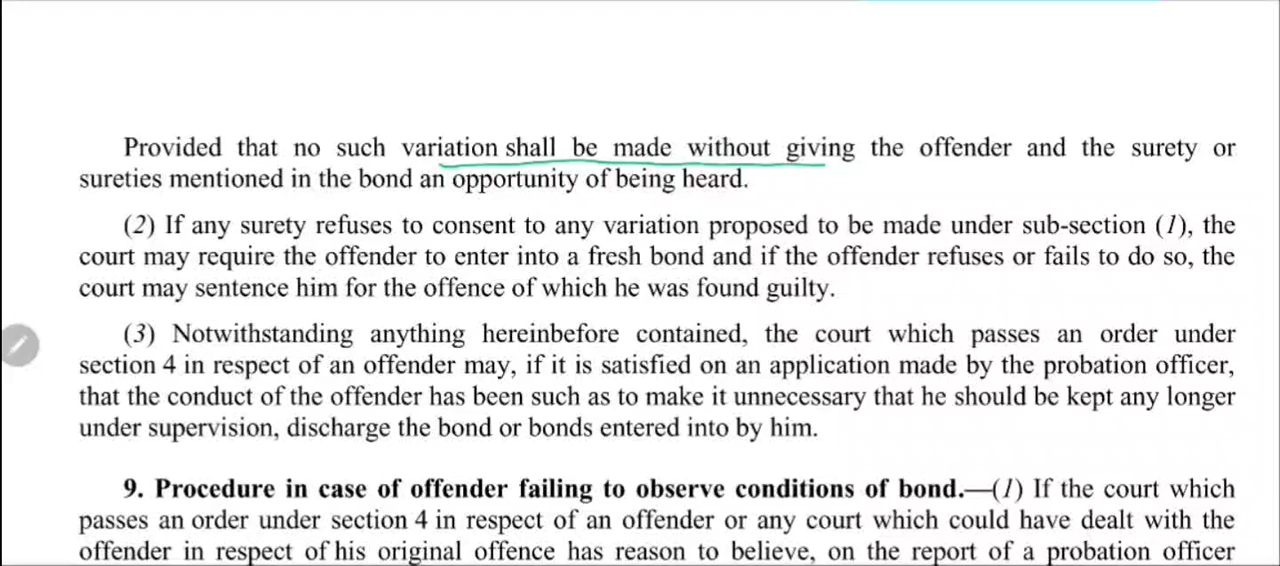 Provided that no such variation shall be made without giving the offender and the surety or
sureties mentioned in the bond an opportunity of being heard.
(2) If any surety refuses to consent to any variation proposed to be made under sub-section (1), the
court may require the offender to enter into a fresh bond and if the offender refuses or fails to do so, the
court may sentence him for the offence of which he was found guilty.
(3) Notwithstanding anything hereinbefore contained, the court which passes an order under
section 4 in respect of an offender may, if it is satisfied on an application made by the probation officer,
that the conduct of the offender has been such as to make it unnecessary that he should be kept any longer
under supervision, discharge the bond or bonds entered into by him.
9. Procedure in case of offender failing to observe conditions of bond.—(1) If the court which
passes an order under section 4 in respect of an offender or any court which could have dealt with the
offender in respect of his original offence has reason to believe, on the report of a probation officer